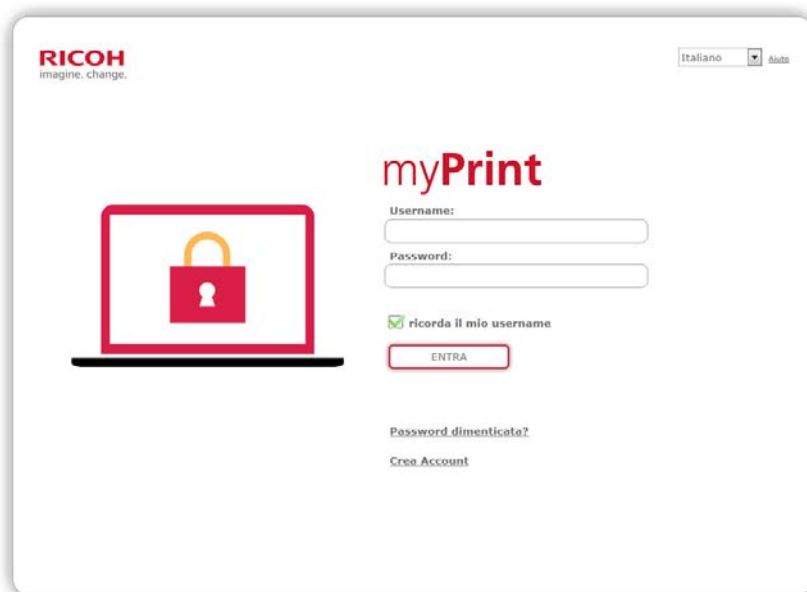 RICOH
imagine. change.
Italiano
Aiuto
myPrint
Username:
Password:
ricorda il mio username
ENTRA
Password dimenticata?
Crea Account